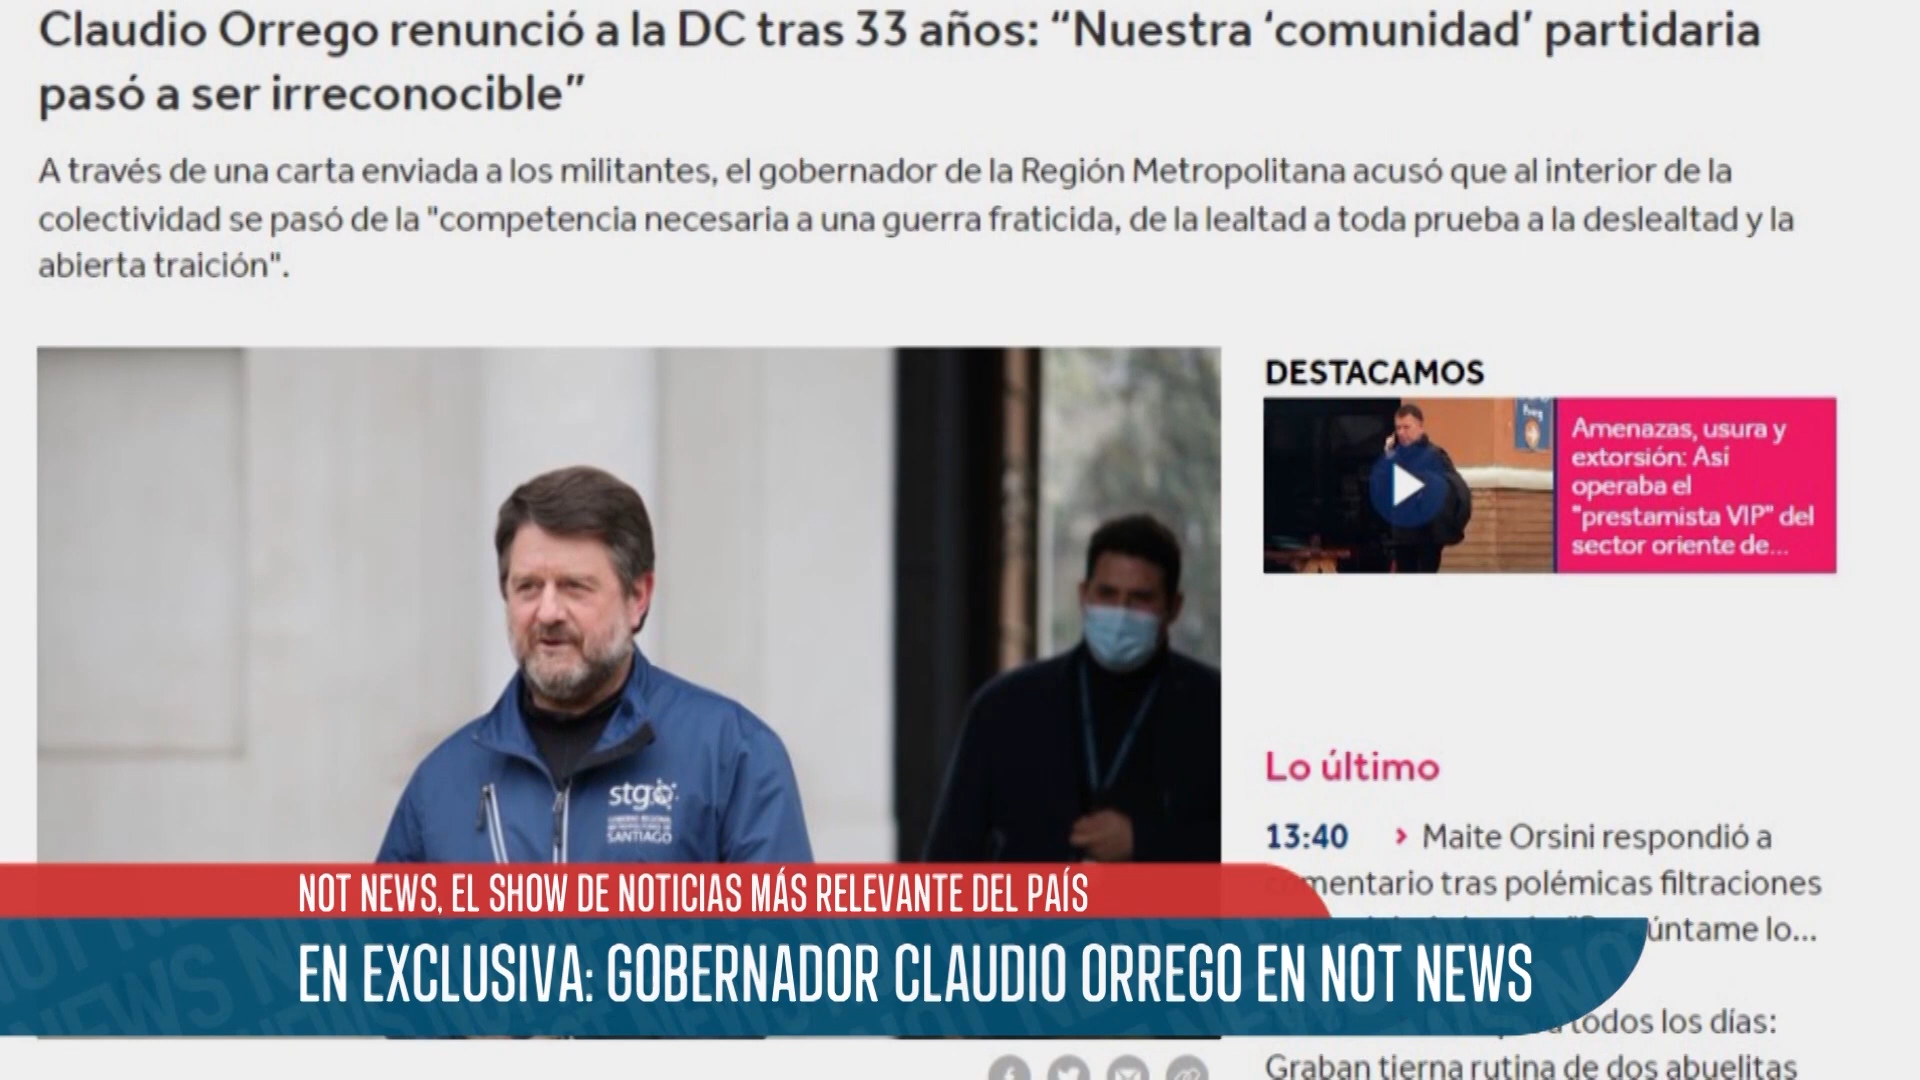 Claudio Orrego renunció a la DC tras 33 años: “Nuestra ‘comunidad’ partidaria
pasó a ser irreconocible”
A través de una carta enviada a los militantes, el gobernador de la Región Metropolitana acusó que al interior de la
colectividad se pasó de la "competencia necesaria a una guerra fraticida, de la lealtad a toda prueba a la deslealtad y la
abierta traición".
DESTACAMOS
Amenazas, usura y
extorsión: Así
operaba el
"prestamista VIP" del
sector oriente de...
stgo
GOBIERNO REGIONAL
METROPOLITANO DE
SANTIAGO
Lo último
13:40 Maite Orsini respondió a
mentario tras polémicas filtraciones
úntame lo...
todos los días:
Graban tierna rutina de dos abuelitas
NOT NEWS, EL SHOW DE NOTICIAS MÁS RELEVANTE DEL PAÍS
EN EXCLUSIVA: GOBERNADOR CLAUDIO ORREGO EN NOT NEWS